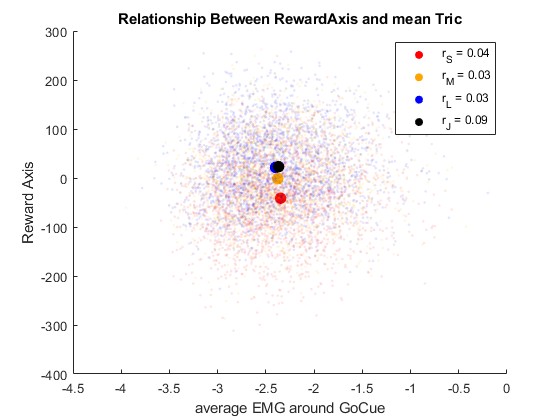 Relationship Between RewardAxis and mean Tric
300
200
100
0
-100
-200
-300
-400
Reward Axis
r_S = 0.04
r_M = 0.03
r_L = 0.03
r_J = 0.09
-4.5 -4 -3.5 -3 -2.5 -2 -1.5 -1 -0.5 0
average EMG around GoCue